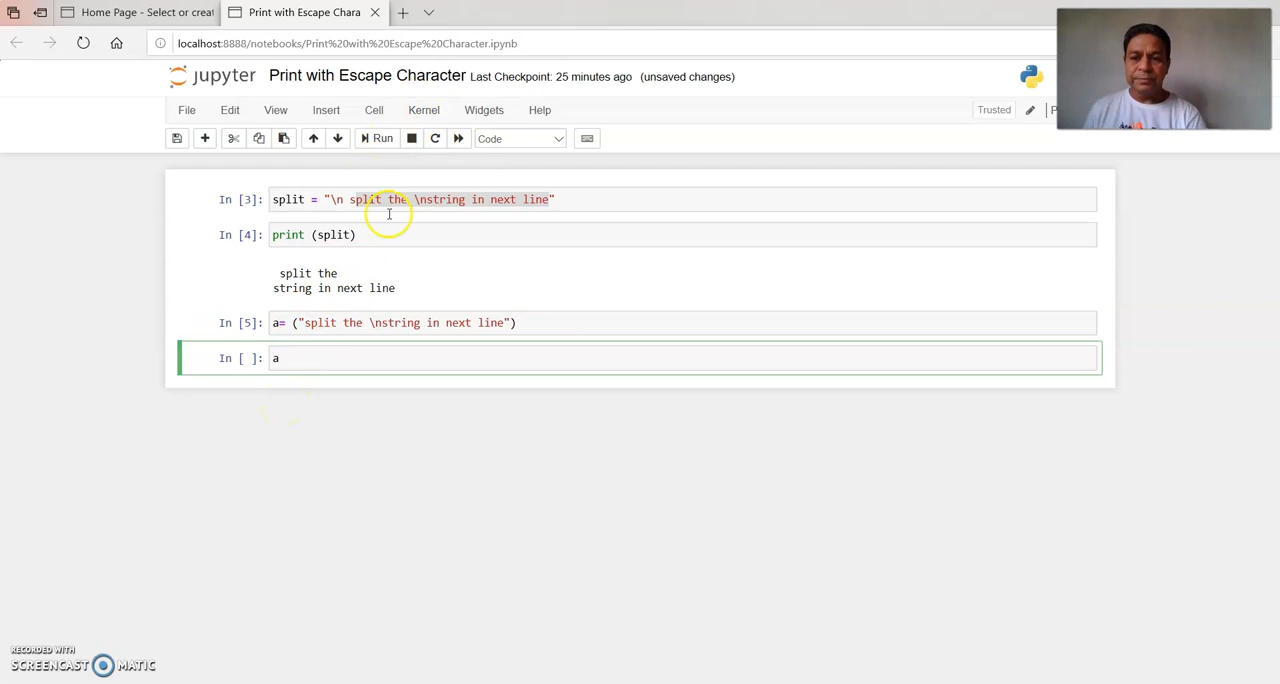 Home Page - Select or creat
Print with Escape Chara
localhost:8888/notebooks/Print%20with%20Escape%20Character.ipynb
jupyter Print with Escape Character Last Checkpoint: 25 minutes ago (unsaved changes)
File Edit View Insert Cell Kernel Widgets Help Trusted P
Run Code
In [3]: split = "\n split the \nstring in next line"
In [4]: print (split)
split the
string in next line
In [5]: a= ("split the \nstring in next line")
In [ ]: a
RECORDED WITH
SCREENCAST MATIC